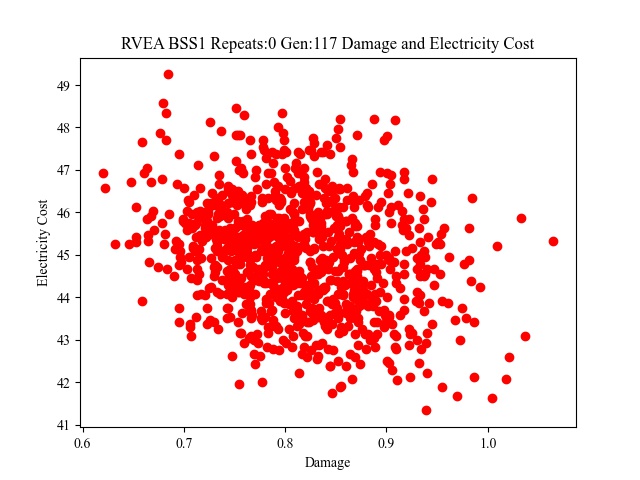 RVEA BSS1 Repeats:0 Gen:117 Damage and Electricity Cost
49
48
47
46
45
44
43
42
41
Electricity Cost
0.6 0.7 0.8 0.9 1.0
Damage